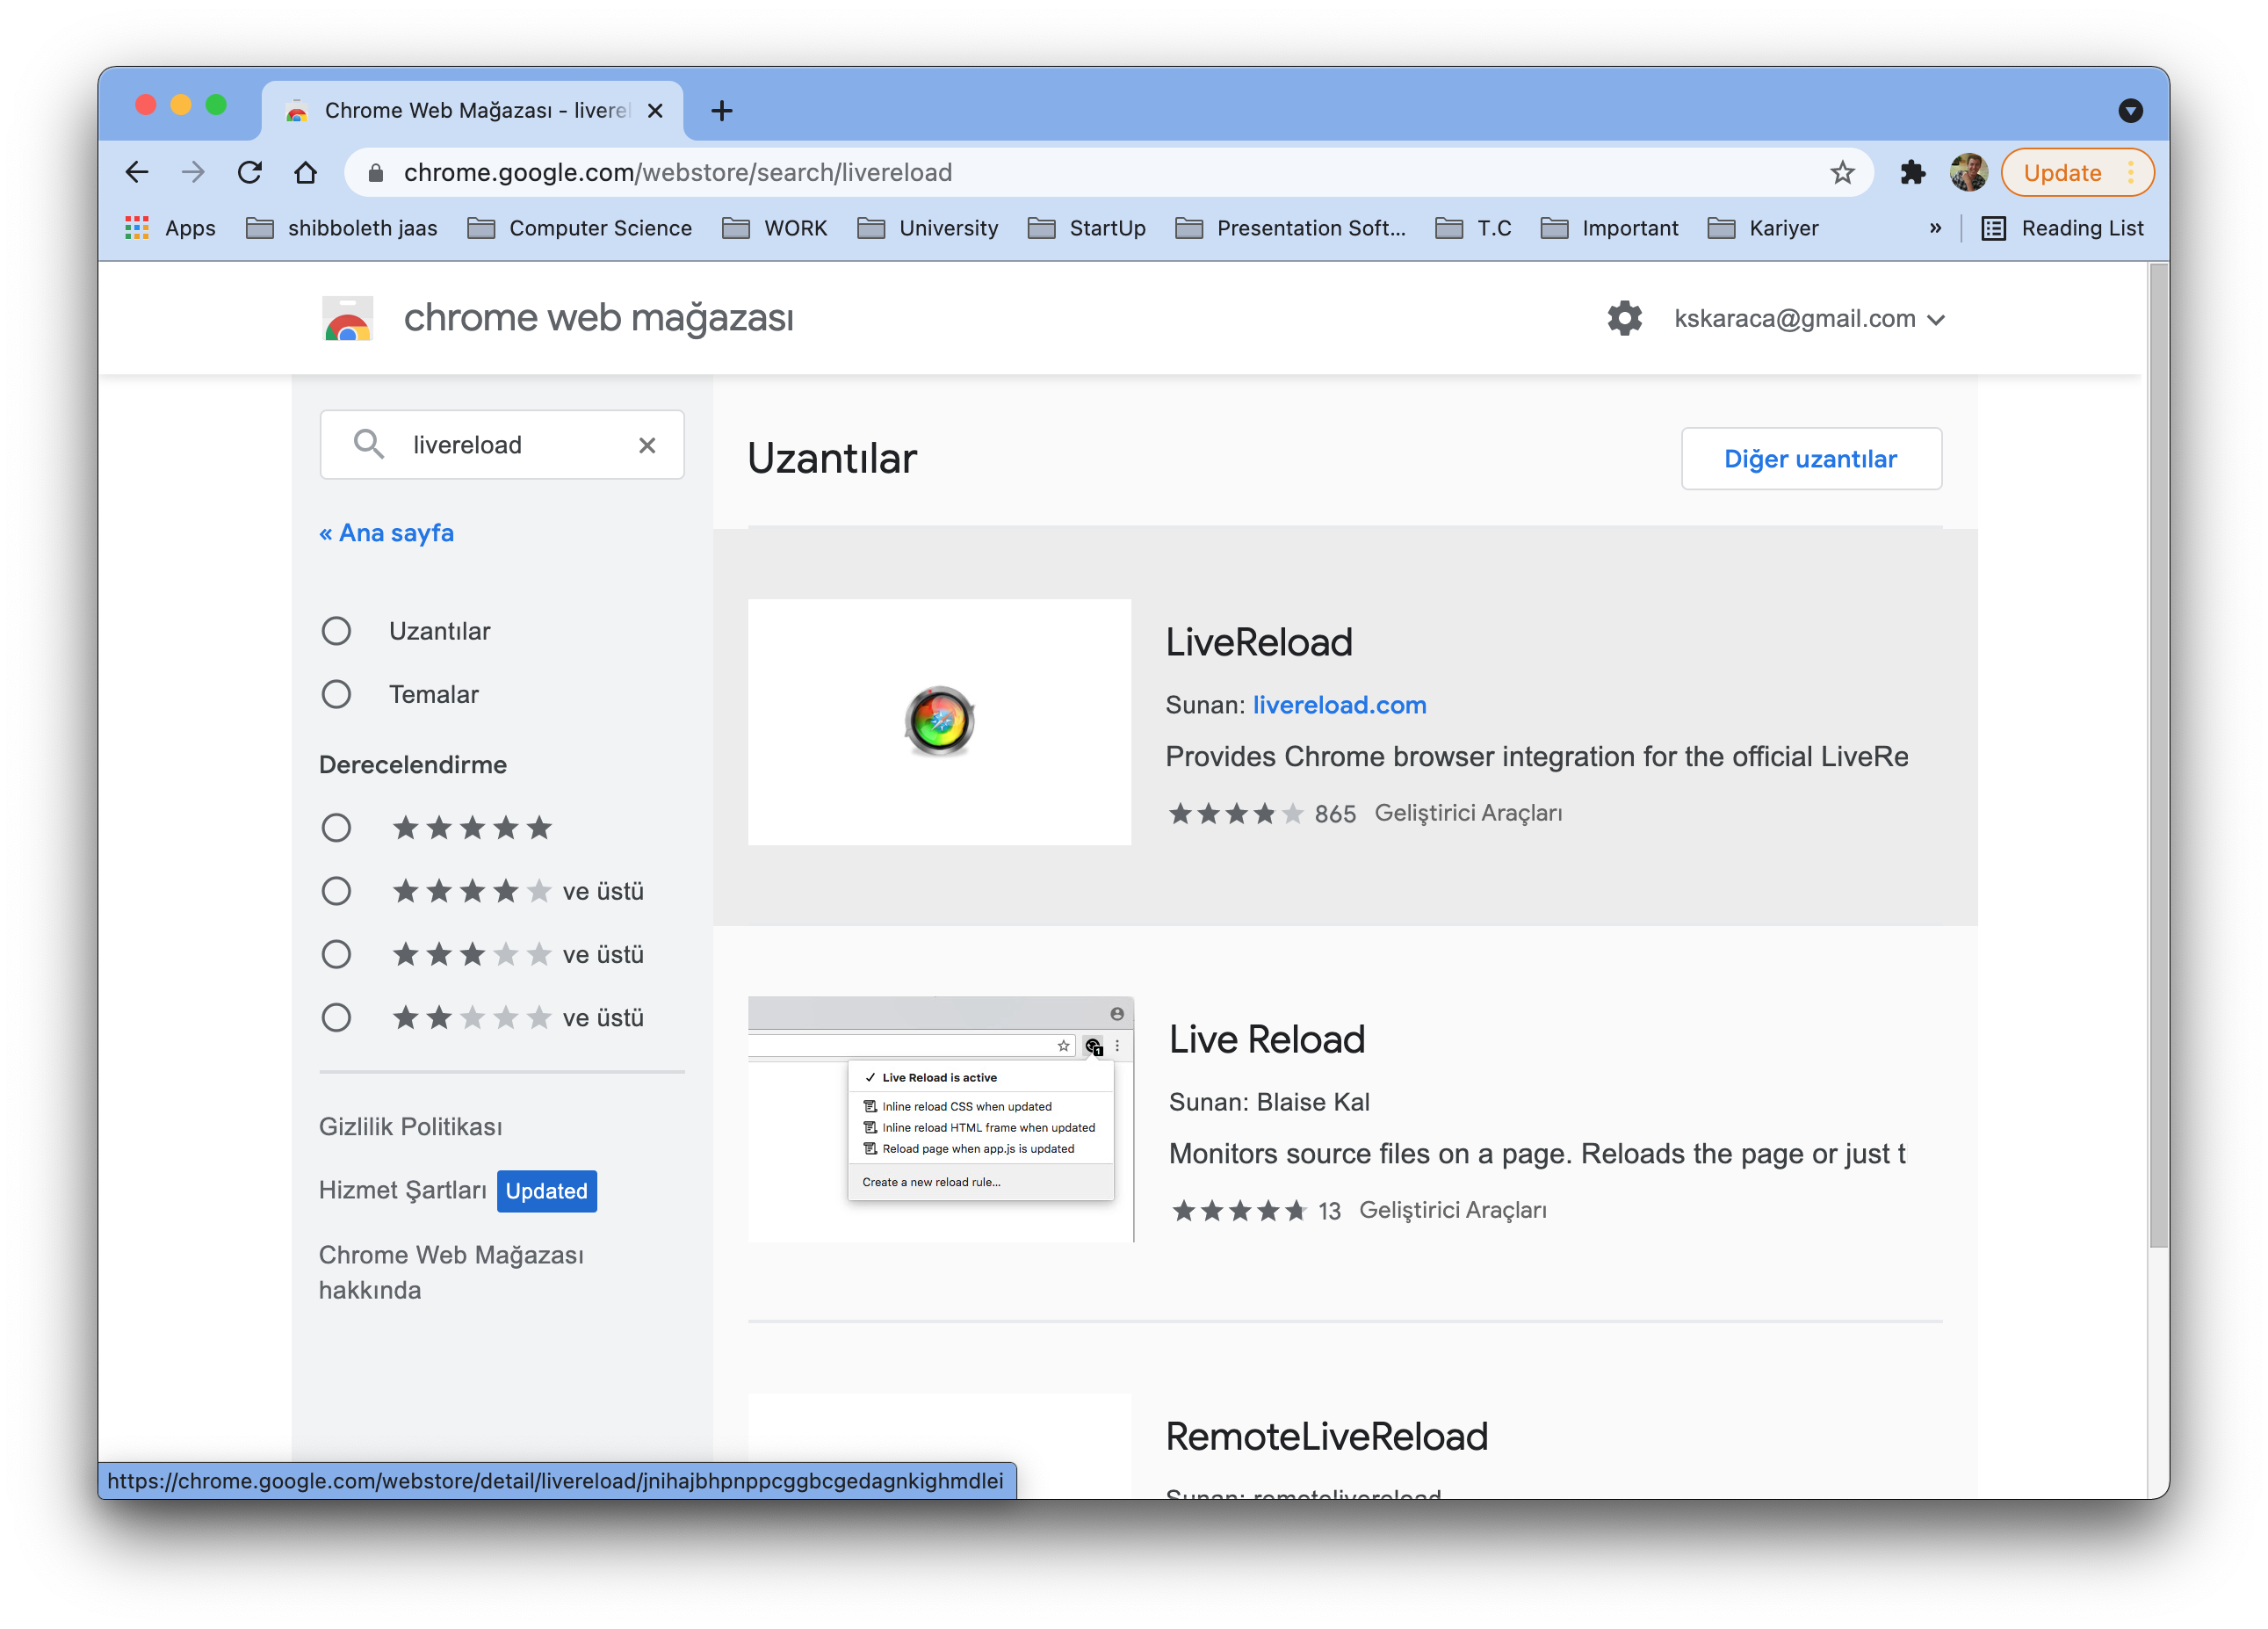 Chrome Web Mağazası - liverel
chrome.google.com/webstore/search/livereload
Update
Apps
shibboleth jaas
Computer Science
WORK
University
StartUp
Presentation Soft...
T.C
Important
Kariyer
»
Reading List
chrome web mağazası
kskaraca@gmail.com
livereload
« Ana sayfa
Uzantılar
Temalar
Derecelendirme
ve üstü
ve üstü
ve üstü
Gizlilik Politikası
Hizmet Şartları Updated
Chrome Web Mağazası
hakkında
Uzantılar
Diğer uzantılar
LiveReload
Sunan: livereload.com
Provides Chrome browser integration for the official LiveRe
865 Geliştirici Araçları
Live Reload is active
Inline reload CSS when updated
Inline reload HTML frame when updated
Reload page when app.js is updated
Create a new reload rule...
1
Live Reload
Sunan: Blaise Kal
Monitors source files on a page. Reloads the page or just t
13 Geliştirici Araçları
RemoteLiveReload
Sunan: remotelivereload
https://chrome.google.com/webstore/detail/livereload/jnihajbhpnppcggbcgedagnkighmdlei